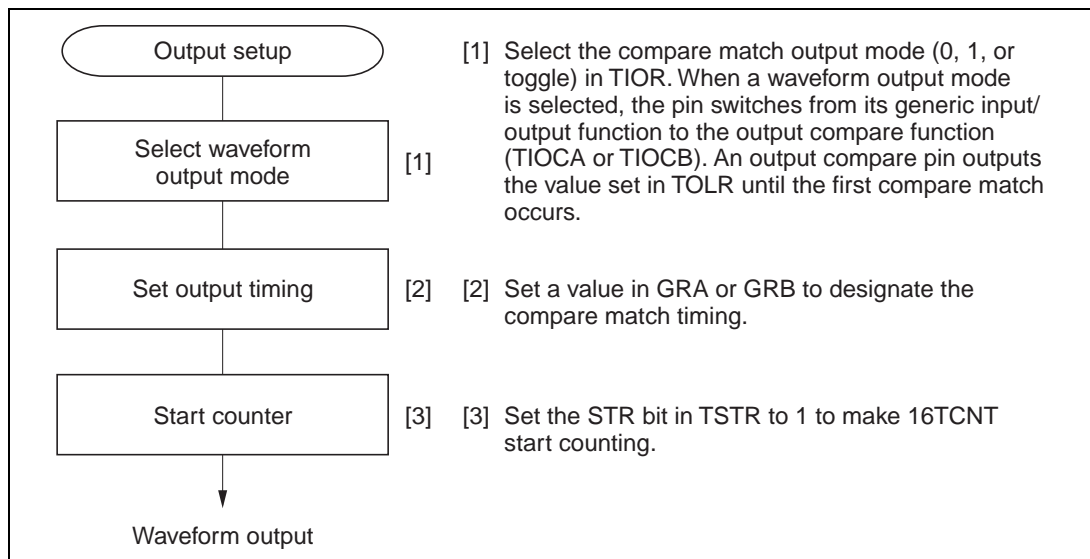 Output setup
Select waveform
output mode
[1]
[1] Select the compare match output mode (0, 1, or
toggle) in TIOR. When a waveform output mode
is selected, the pin switches from its generic input/
output function to the output compare function
(TIOCA or TIOCB). An output compare pin outputs
the value set in TOLR until the first compare match
occurs.
Set output timing
[2]
[2] Set a value in GRA or GRB to designate the
compare match timing.
Start counter
[3]
[3] Set the STR bit in TSTR to 1 to make 16TCNT
start counting.
Waveform output